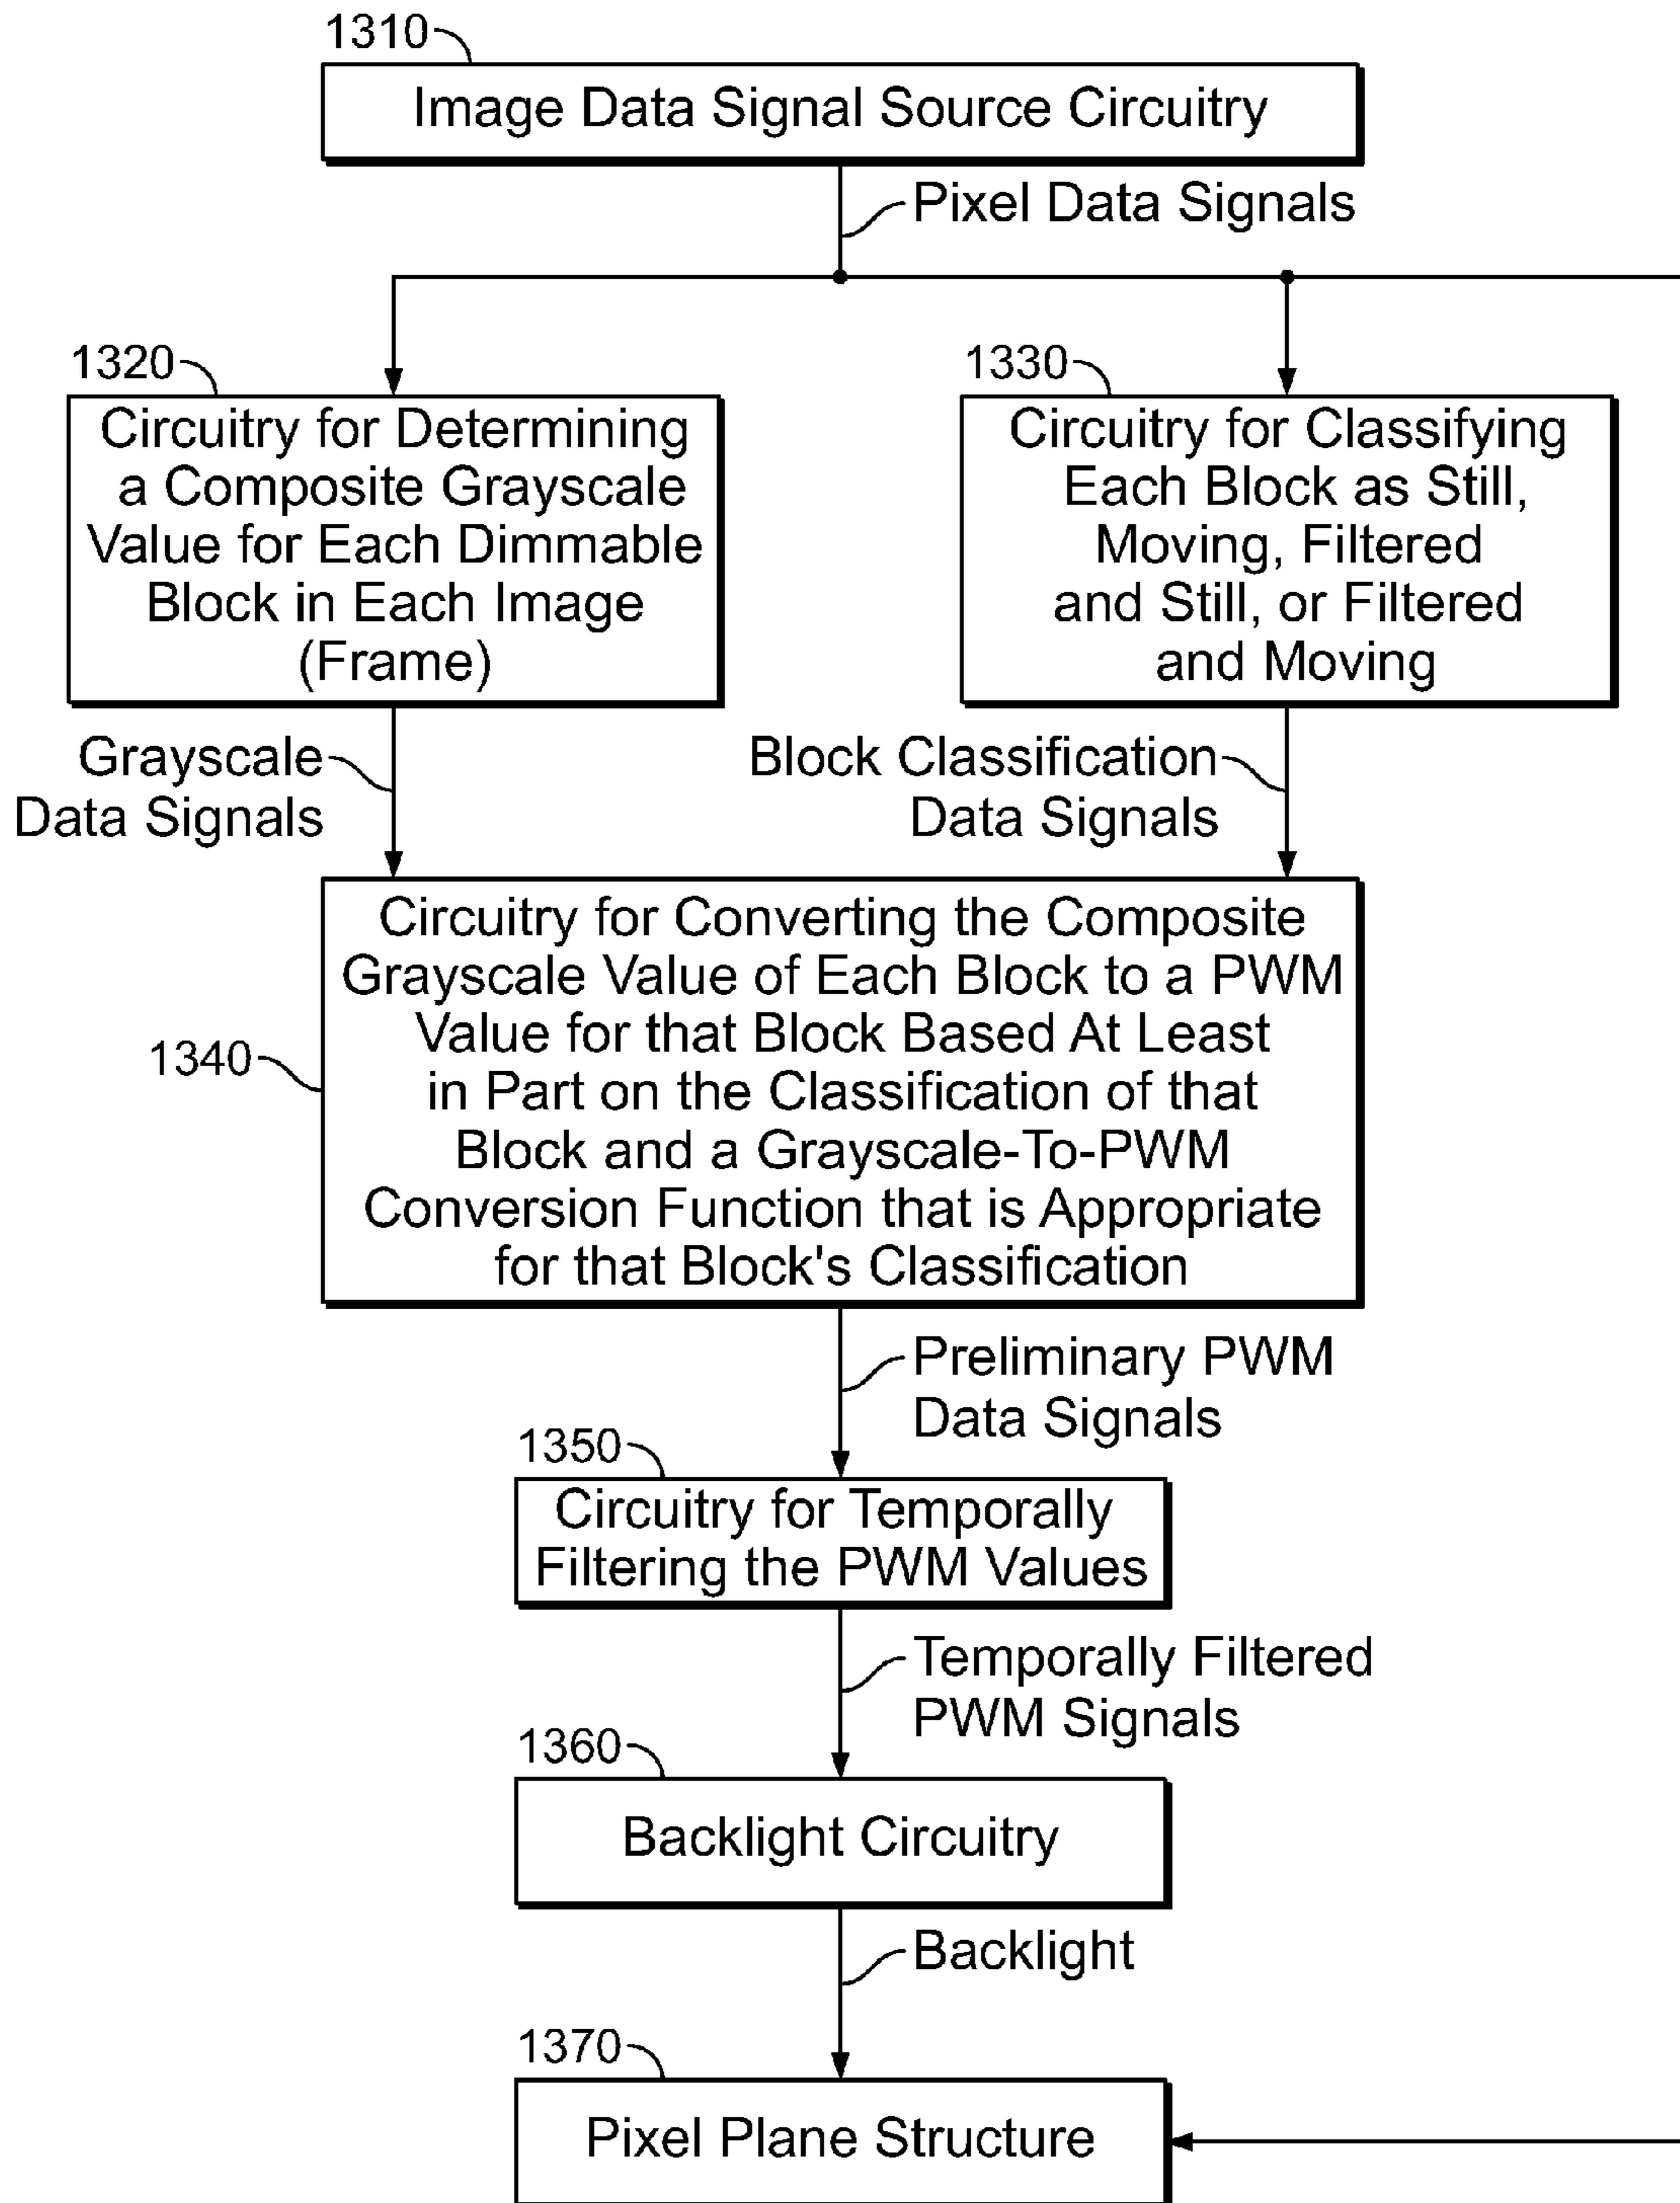 1310
Image Data Signal Source Circuitry
Pixel Data Signals
1320
Circuitry for Determining
a Composite Grayscale
Value for Each Dimmable
Block in Each Image
(Frame)
1330
Circuitry for Classifying
Each Block as Still,
Moving, Filtered
and Still, or Filtered
and Moving
Grayscale
Data Signals
Block Classification
Data Signals
1340
Circuitry for Converting the Composite
Grayscale Value of Each Block to a PWM
Value for that Block Based At Least
in Part on the Classification of that
Block and a Grayscale-To-PWM
Conversion Function that is Appropriate
for that Block's Classification
Preliminary PWM
Data Signals
1350
Circuitry for Temporally
Filtering the PWM Values
Temporally Filtered
PWM Signals
1360
Backlight Circuitry
Backlight
1370
Pixel Plane Structure